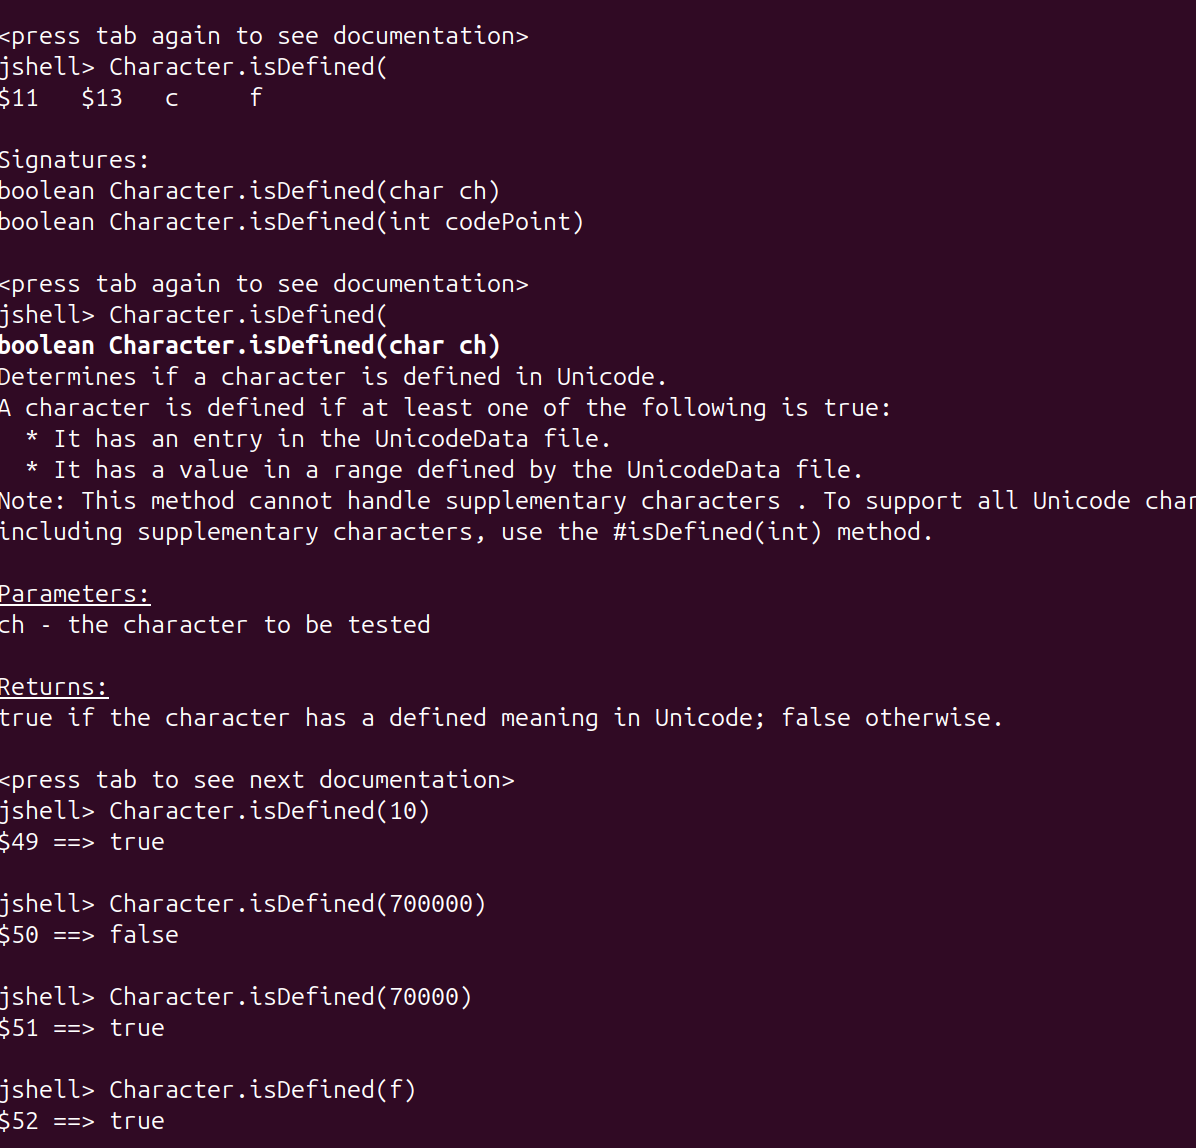 <press tab again to see documentation>
jshell> Character.isDefined(
$11   $13   c     f
Signatures:
boolean Character.isDefined(char ch)
boolean Character.isDefined(int codePoint)
<press tab again to see documentation>
jshell> Character.isDefined(
boolean Character.isDefined(char ch)
Determines if a character is defined in Unicode.
A character is defined if at least one of the following is true:
  * It has an entry in the UnicodeData file.
  * It has a value in a range defined by the UnicodeData file.
Note: This method cannot handle supplementary characters . To support all Unicode char
including supplementary characters, use the #isDefined(int) method.
Parameters:
ch - the character to be tested
Returns:
true if the character has a defined meaning in Unicode; false otherwise.
<press tab to see next documentation>
jshell> Character.isDefined(10)
$49 ==> true
jshell> Character.isDefined(700000)
$50 ==> false
jshell> Character.isDefined(70000)
$51 ==> true
jshell> Character.isDefined(f)
$52 ==> true